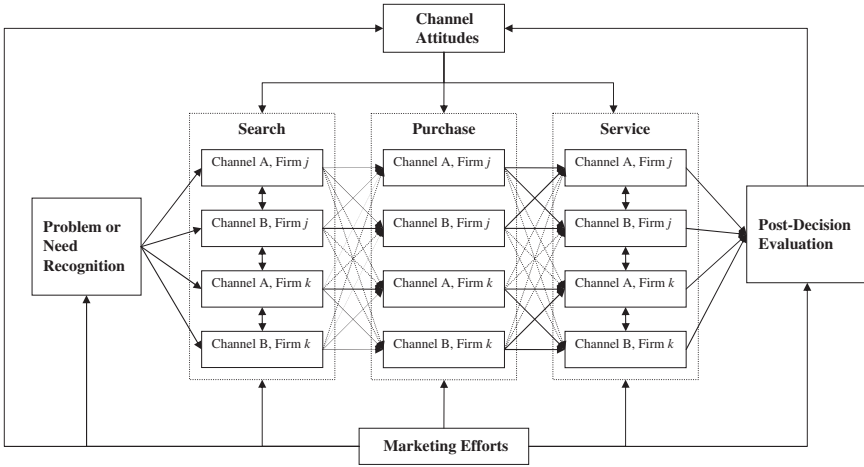 Channel
Attitudes
Search
Channel A, Firm j
Channel B, Firm j
Channel A, Firm k
Channel B, Firm k
Purchase
Channel A, Firm j
Channel B, Firm j
Channel A, Firm k
Channel B, Firm k
Service
Channel A, Firm j
Channel B, Firm j
Channel A, Firm k
Channel B, Firm k
Problem or
Need
Recognition
Post-Decision
Evaluation
Marketing Efforts